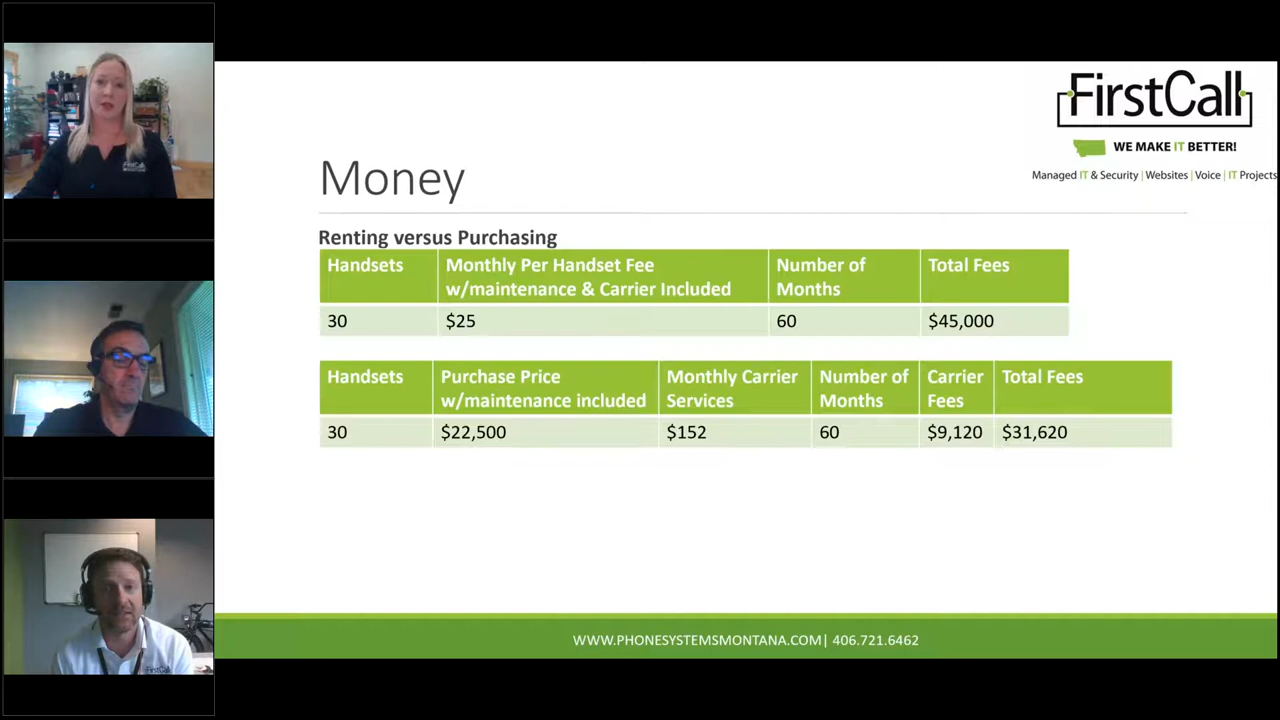 FirstCall
WE MAKE IT BETTER!
Managed IT & Security | Websites | Voice | IT Projects
Money
Renting versus Purchasing
Handsets Monthly Per Handset Fee w/maintenance & Carrier Included Number of Months Total Fees
30 $25 60 $45,000
Handsets Purchase Price w/maintenance included Monthly Carrier Services Number of Months Carrier Fees Total Fees
30 $22,500 $152 60 $9,120 $31,620
WWW.PHONESYSTEMSMONTANA.COM| 406.721.6462
FirstCall
FirstCall